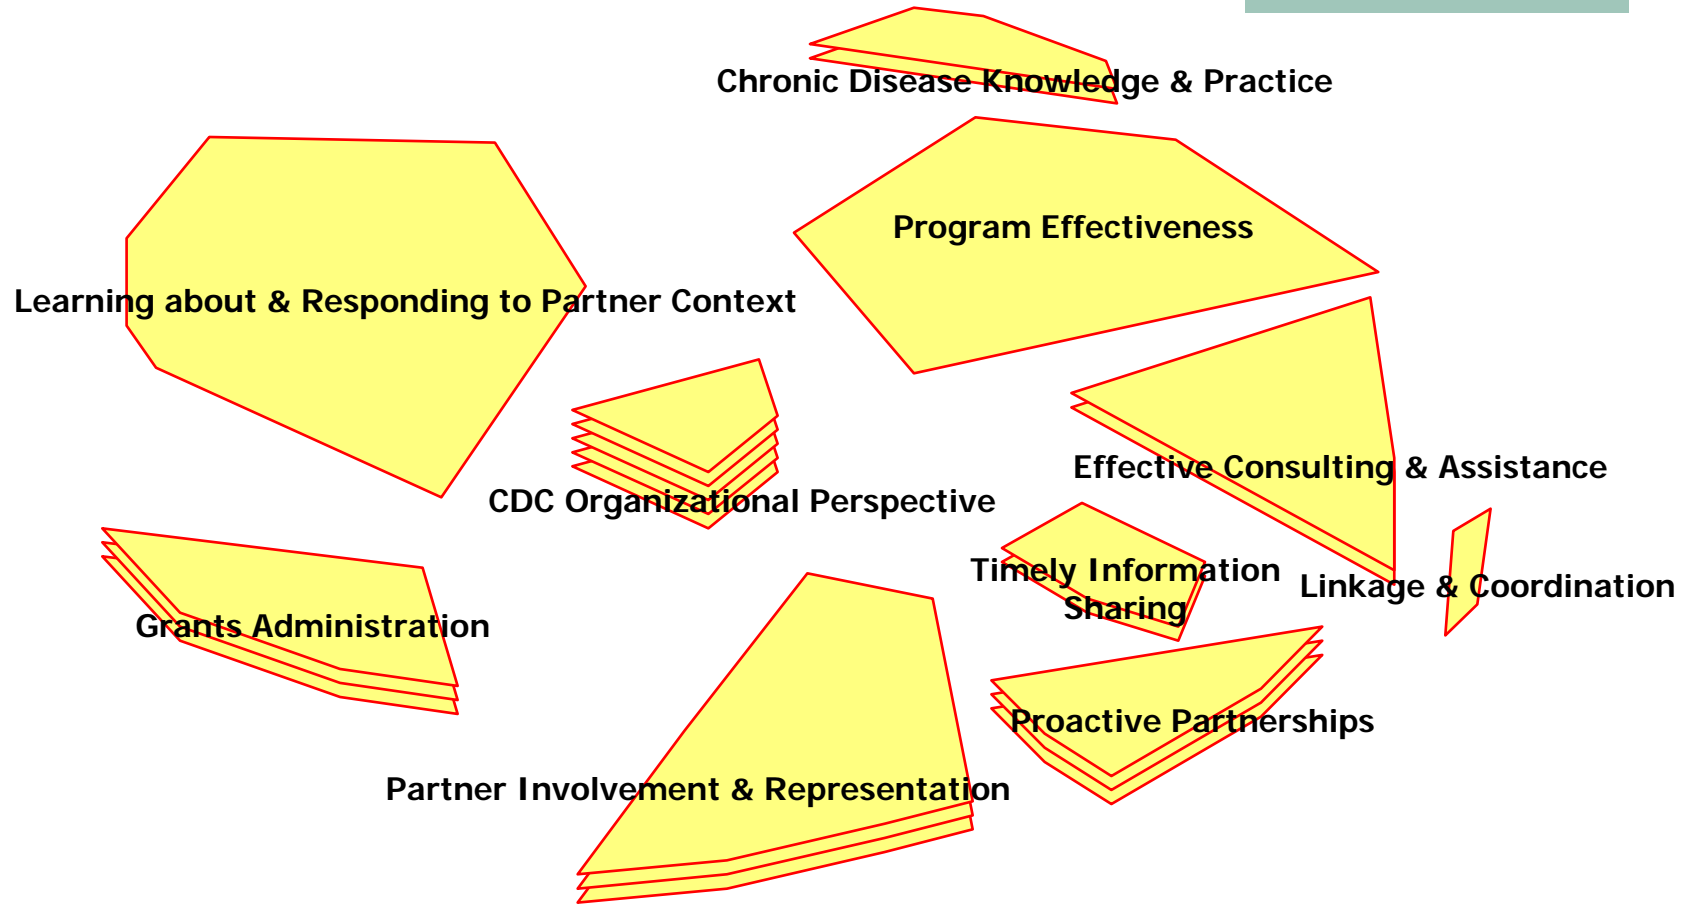 Chronic Disease Knowledge & Practice
Program Effectiveness
Learning about & Responding to Partner Context
Effective Consulting & Assistance
CDC Organizational Perspective
Timely Information
Sharing
Linkage & Coordination
Grants Administration
Proactive Partnerships
Partner Involvement & Representation